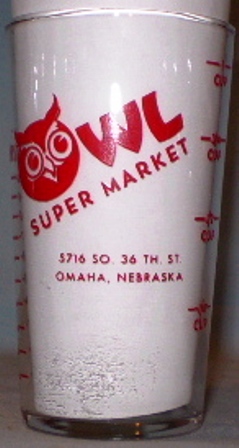 OWL
SUPER MARKET
5716 SO. 36 TH. ST.
OMAHA, NEBRASKA